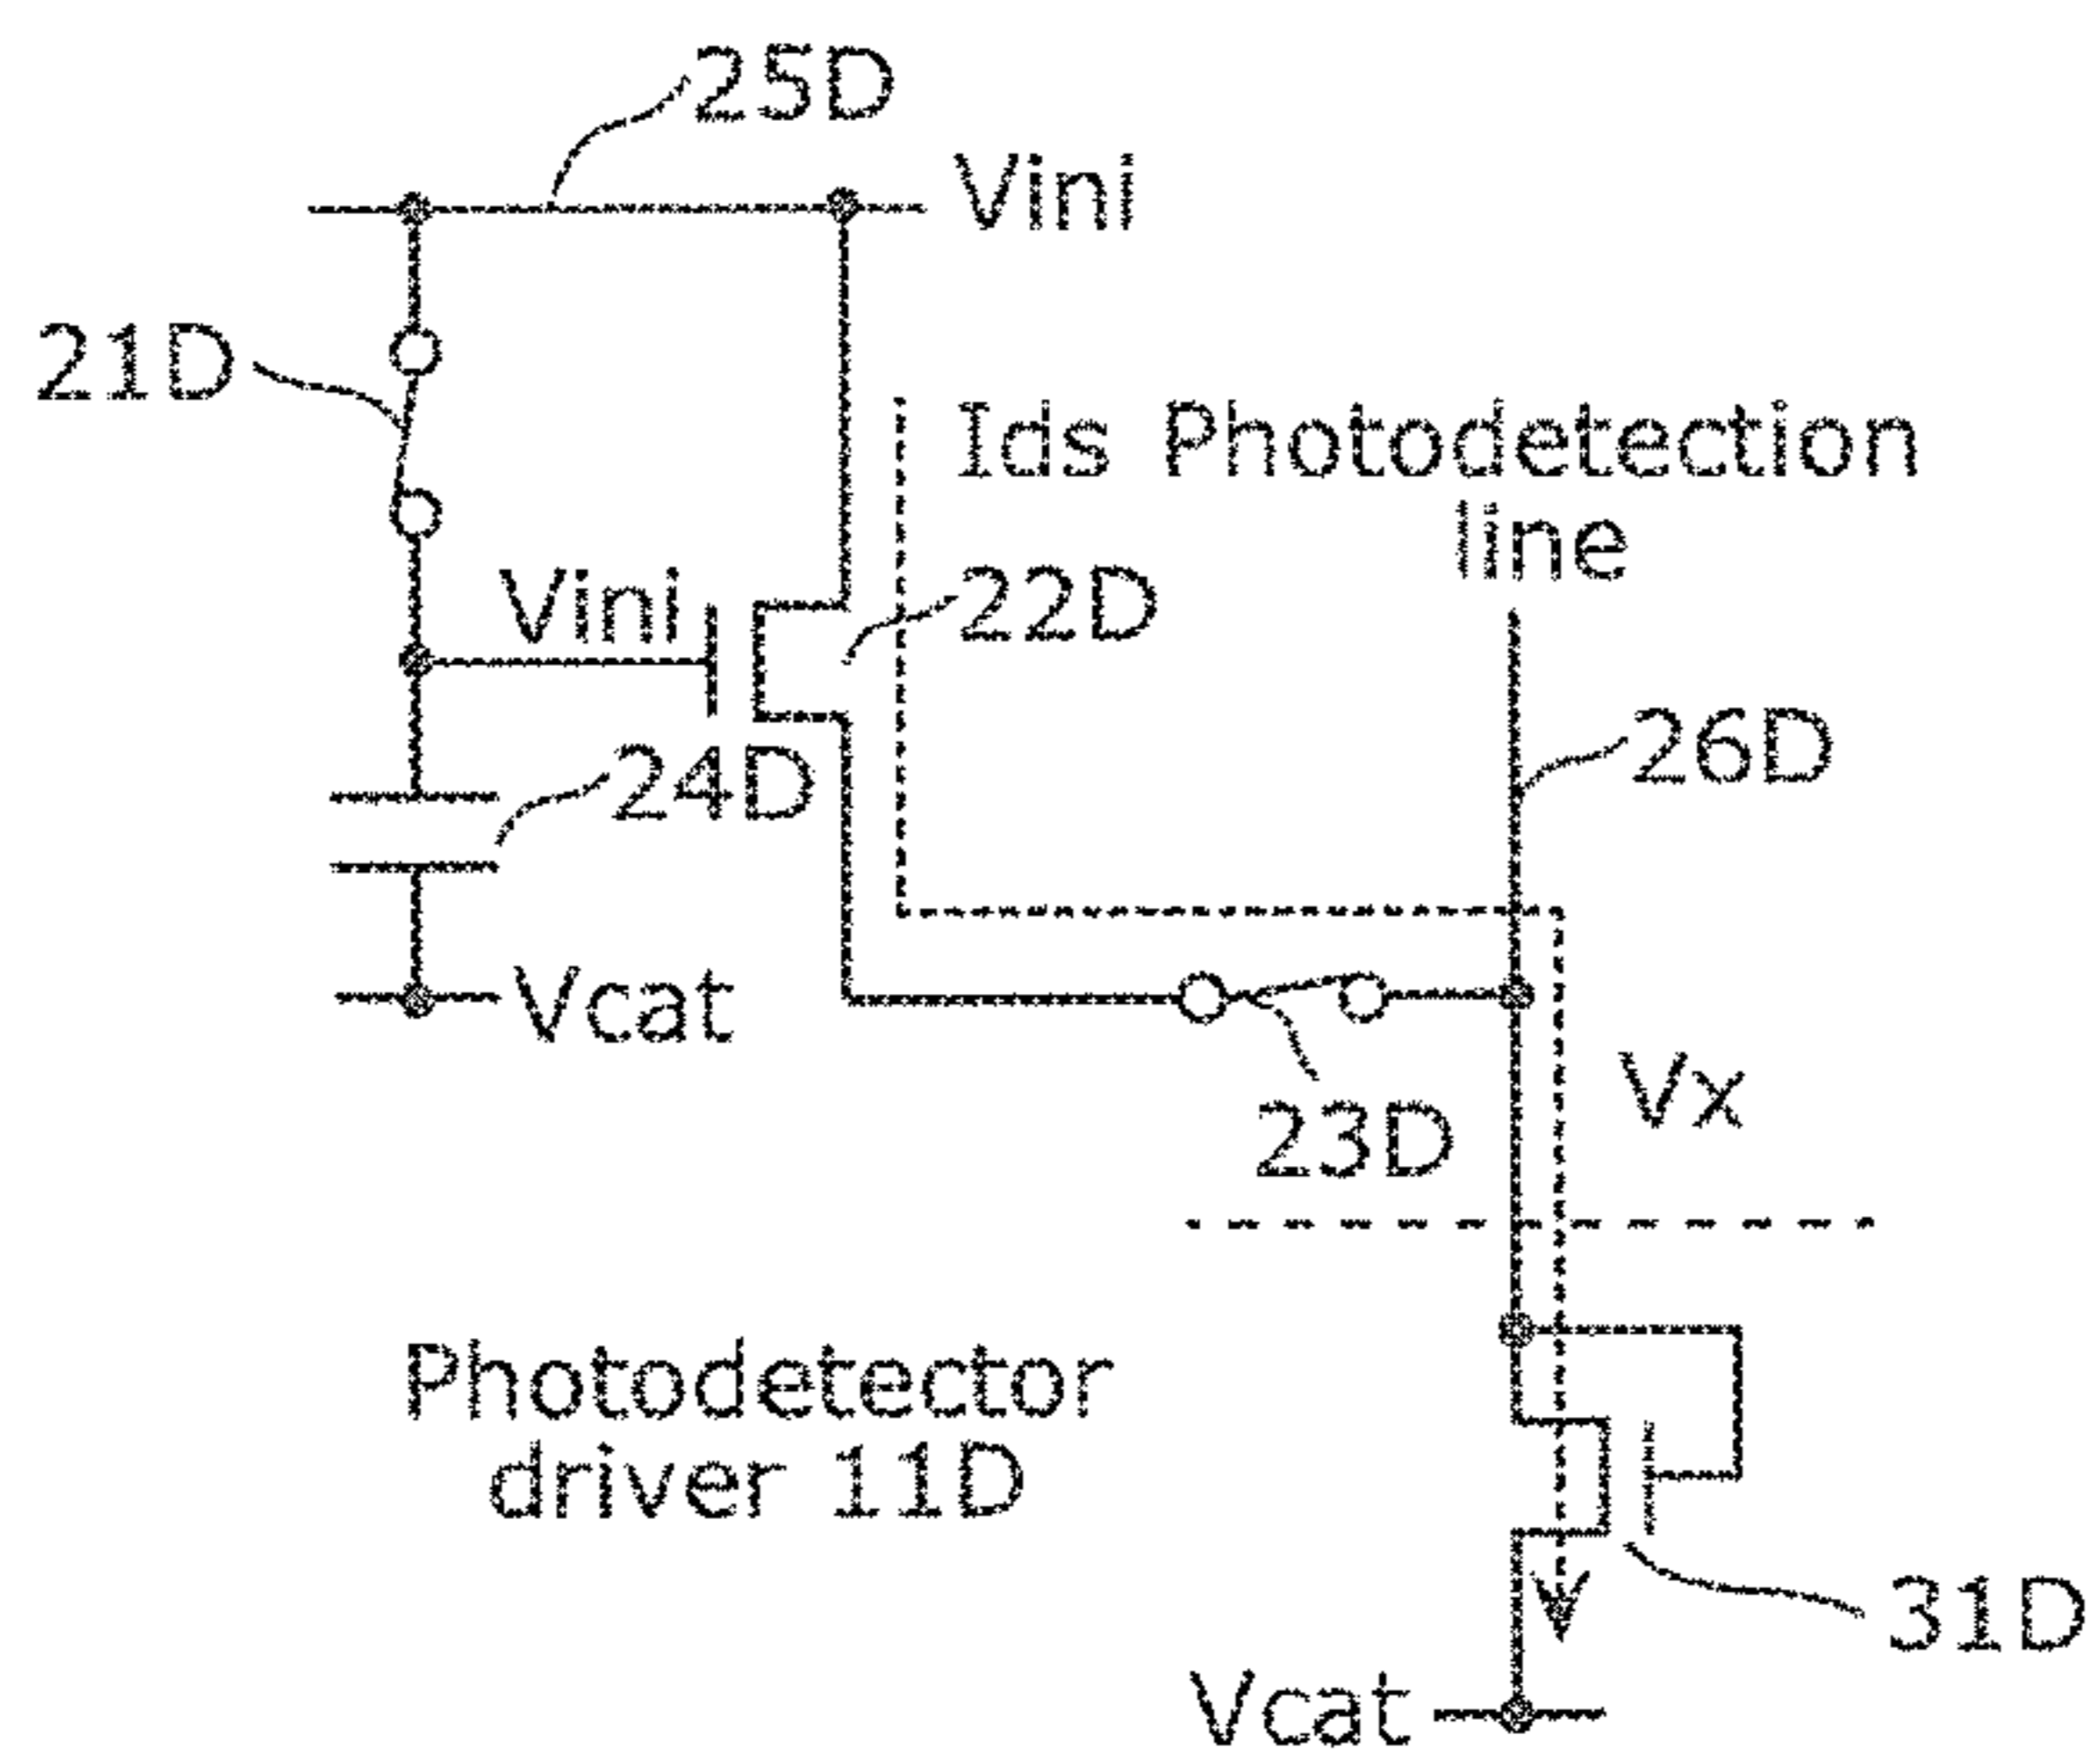 25D
Vini
21D
Ids Photodetection
line
Vini
22D
26D
24D
Vcat
Vx
23D
Photodetector
driver 11D
31D
Vcat